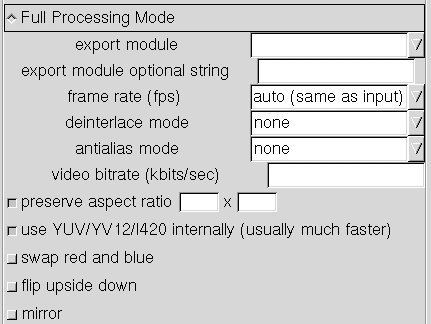 Full Processing Mode
export module
export module optional string
frame rate (fps) auto (same as input)
deinterlace mode none
antialias mode none
video bitrate (kbits/sec)
preserve aspect ratio x
use YUV/YV12/I420 internally (usually much faster)
swap red and blue
flip upside down
mirror